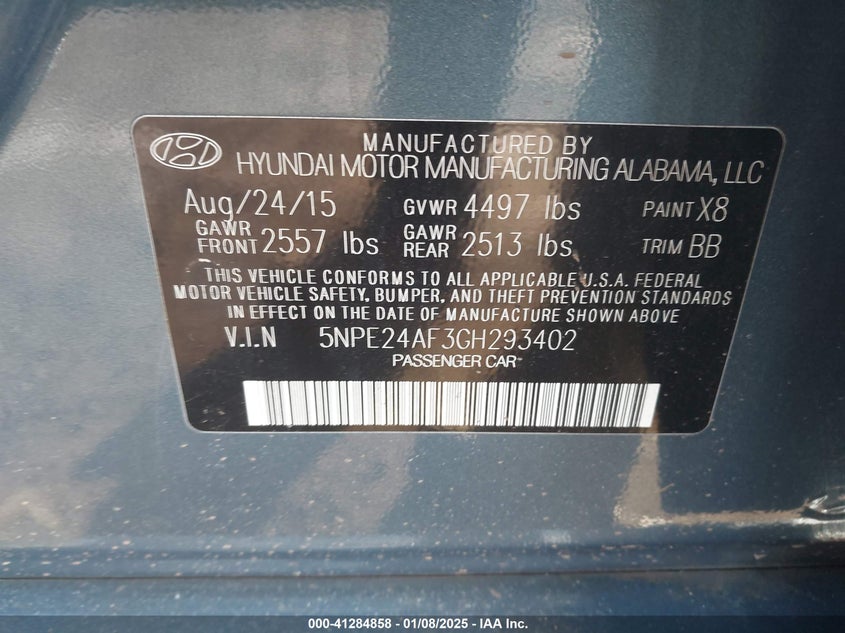 MANUFACTURED BY
HYUNDAI MOTOR MANUFACTURING ALABAMA, LLC
Aug/24/15 GVWR 4497 lbs PAINT X8
GAWR FRONT 2557 lbs GAWR REAR 2513 lbs TRIM BB
THIS VEHICLE CONFORMS TO ALL APPLICABLE U.S.A. FEDERAL
MOTOR VEHICLE SAFETY, BUMPER, AND THEFT PREVENTION STANDARDS
IN EFFECT ON THE DATE OF MANUFACTURE SHOWN ABOVE
V.I.N 5NPE24AF3GH293402
PASSENGER CAR
000-41284858 - 01/08/2025 - IAA Inc.